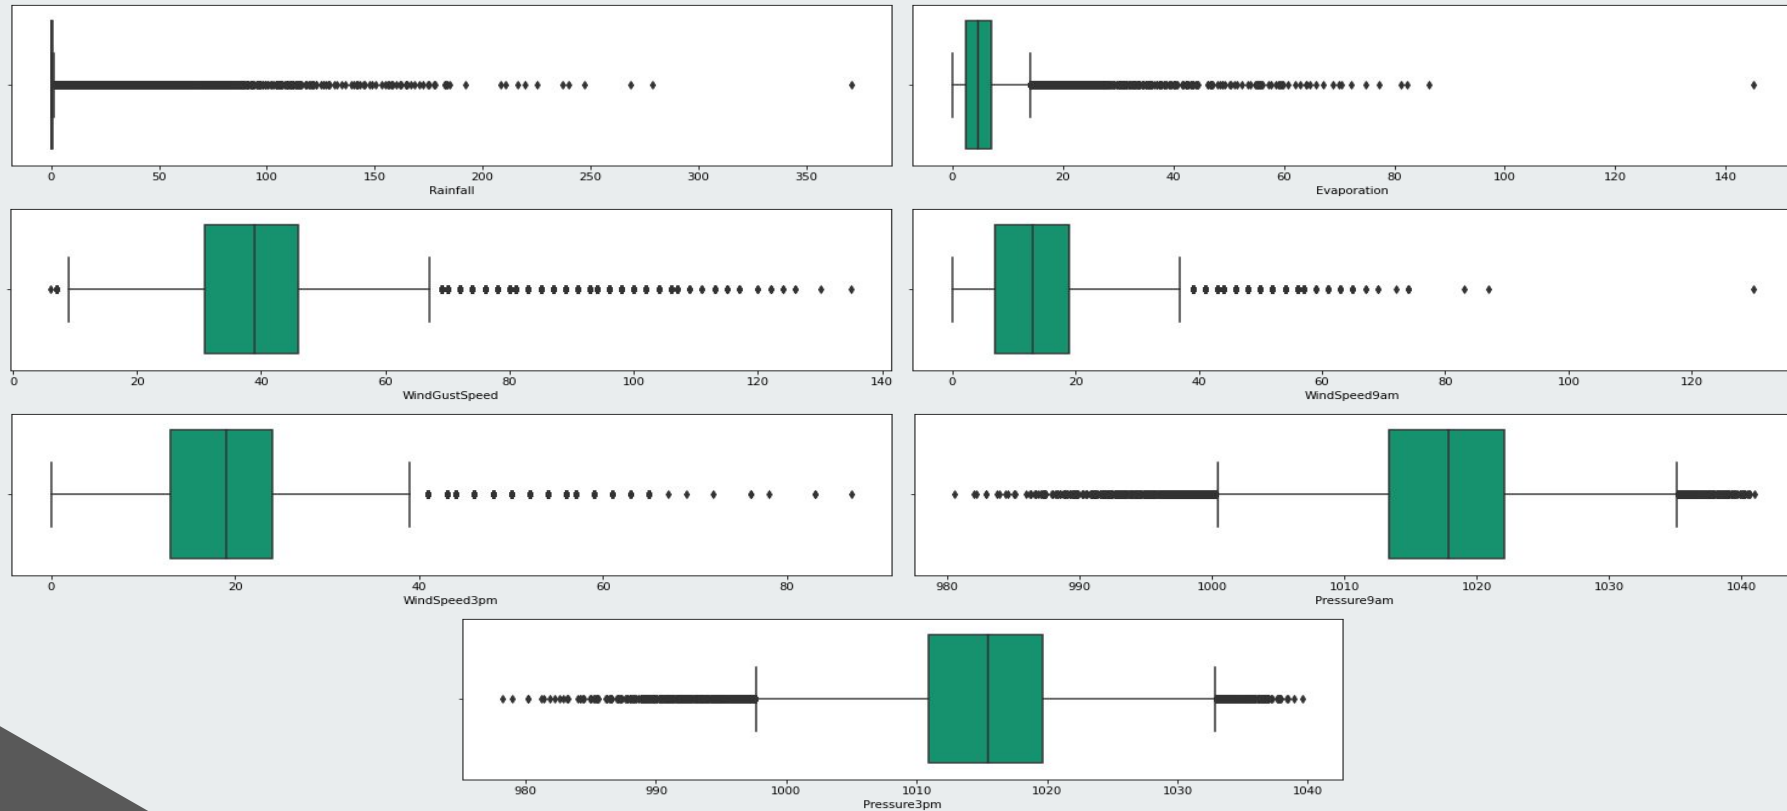 0 50 100 150 200 250 300 350
Rainfall
0 20 40 60 80 100 120 140
Evaporation
0 20 40 60 80 100 120 140
WindGustSpeed
0 20 40 60 80 100 120
WindSpeed9am
0 20 40 60 80
WindSpeed3pm
980 990 1000 1010 1020 1030 1040
Pressure9am
980 990 1000 1010 1020 1030 1040
Pressure3pm